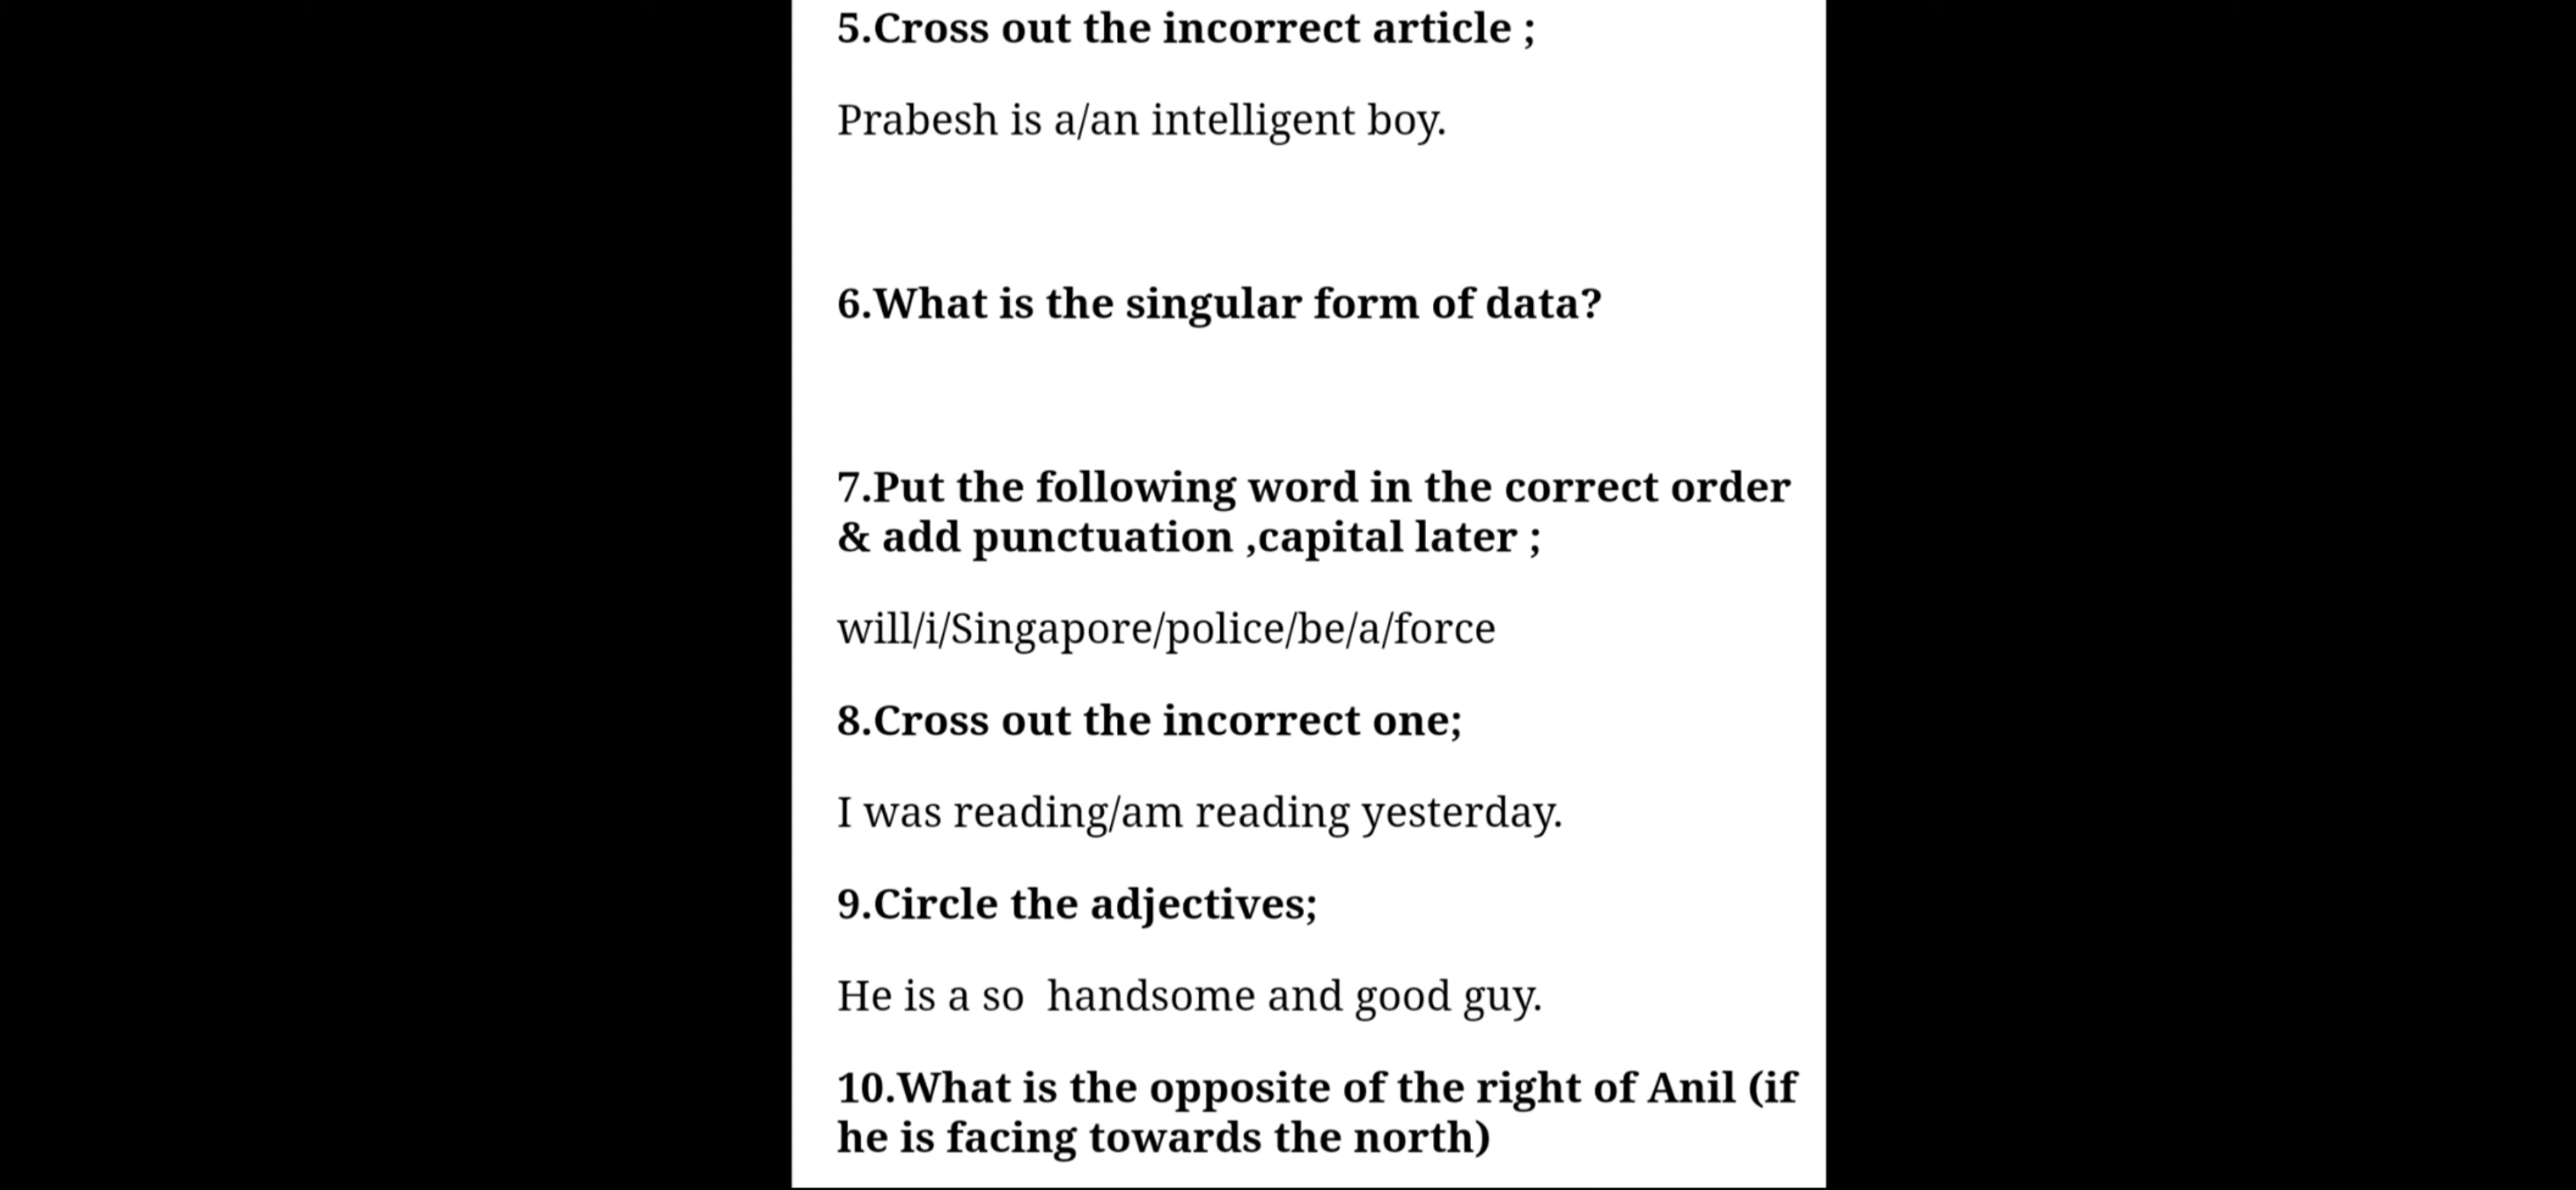 5.Cross out the incorrect article ;
Prabesh is a/an intelligent boy.
6.What is the singular form of data?
7.Put the following word in the correct order
& add punctuation ,capital later ;
will/i/Singapore/police/be/a/force
8.Cross out the incorrect one;
I was reading/am reading yesterday.
9.Circle the adjectives;
He is a so  handsome and good guy.
10.What is the opposite of the right of Anil (if
he is facing towards the north)